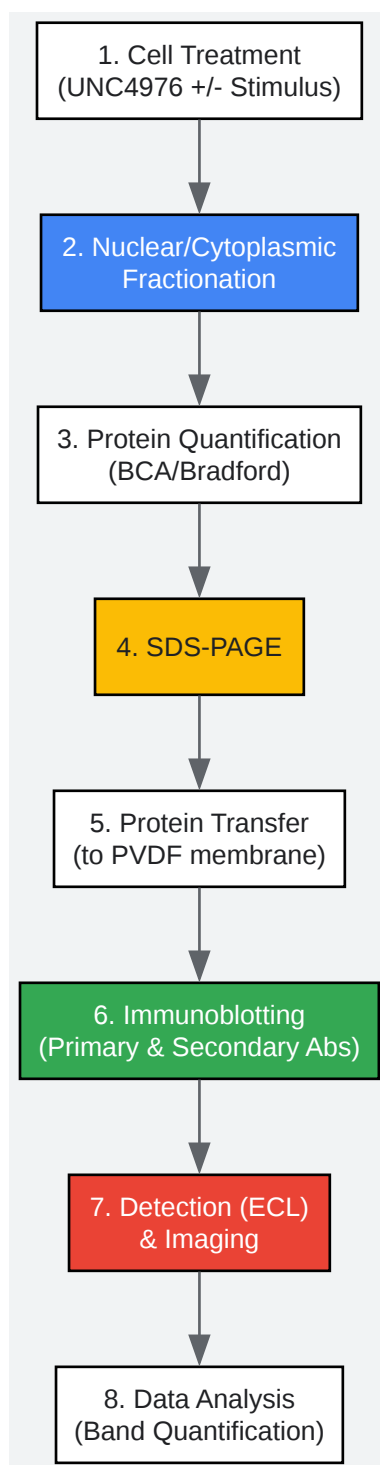 1. Cell Treatment
(UNC4976 +/- Stimulus)
2. Nuclear/Cytoplasmic
Fractionation
3. Protein Quantification
(BCA/Bradford)
4. SDS-PAGE
5. Protein Transfer
(to PVDF membrane)
6. Immunoblotting
(Primary & Secondary Abs)
7. Detection (ECL)
& Imaging
8. Data Analysis
(Band Quantification)